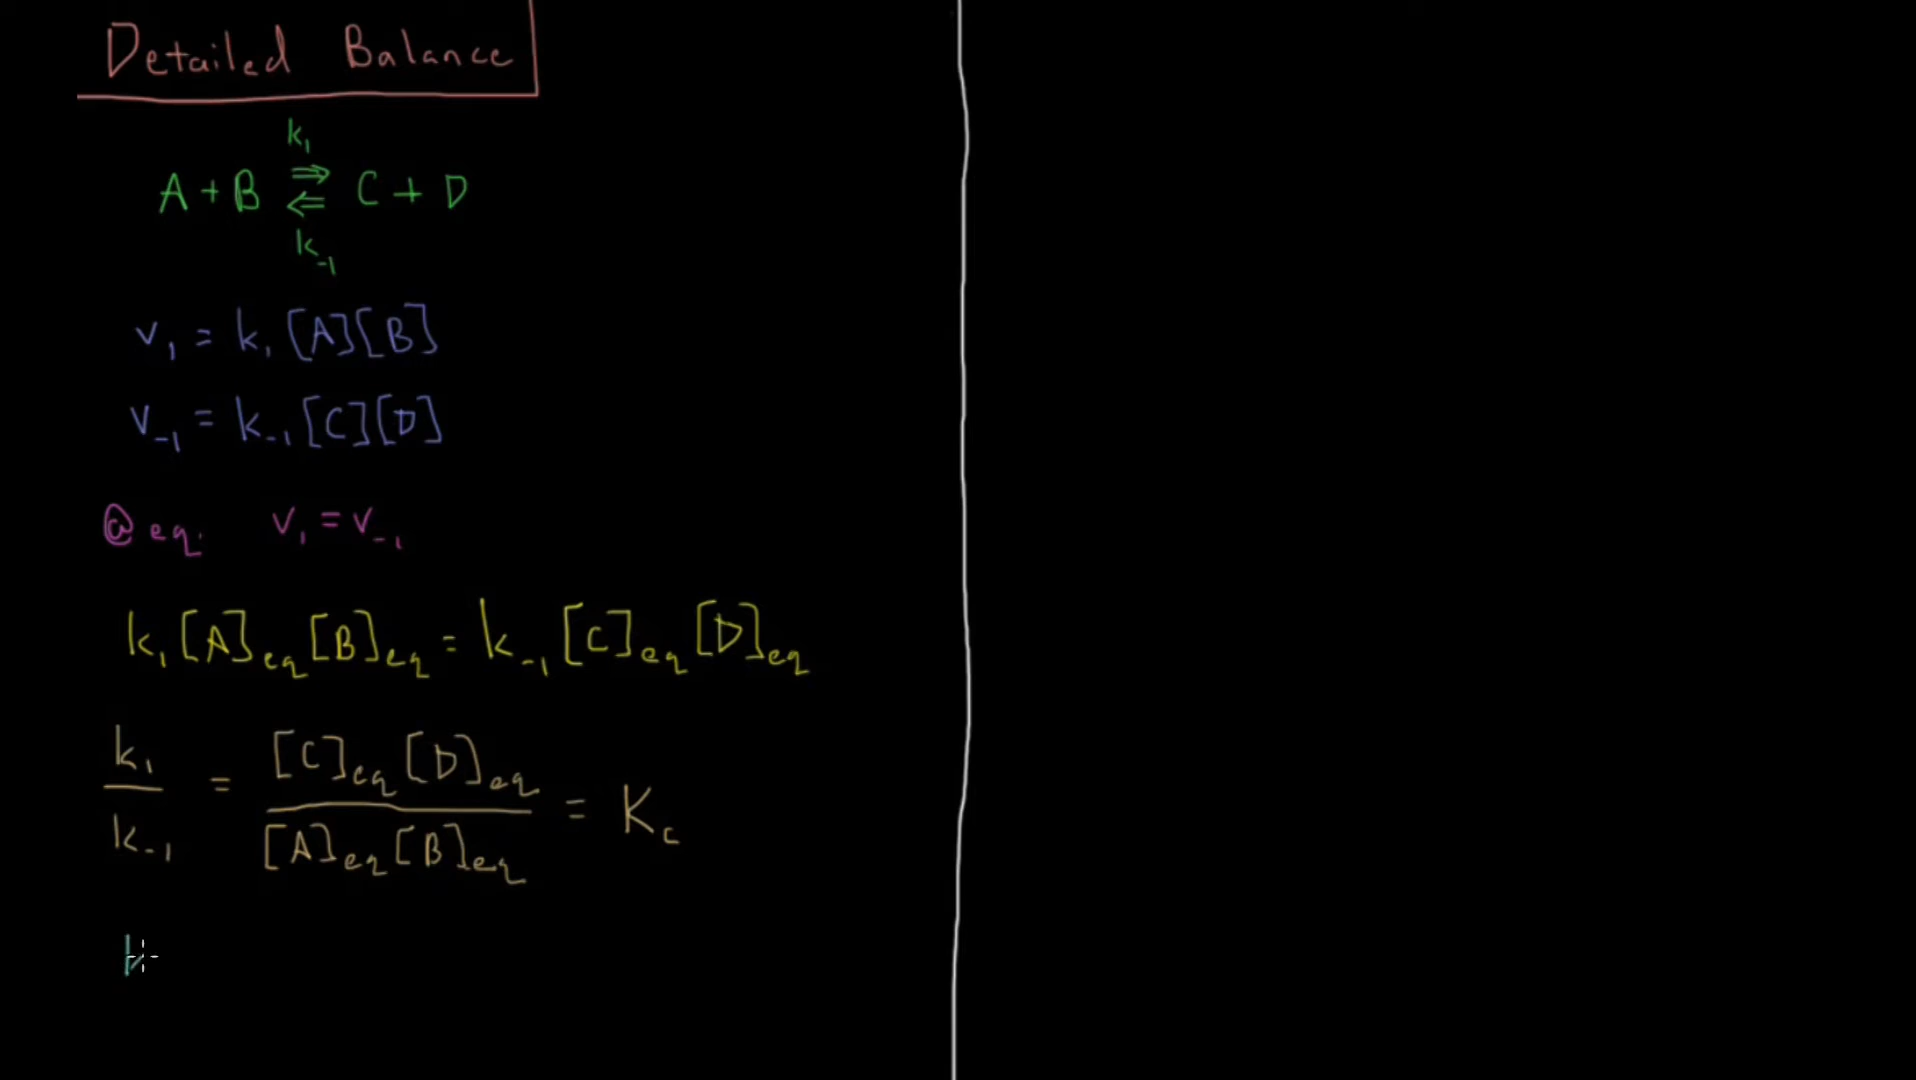 Detailed Balance
k₁
A + B ⇌ C + D
k₋₁
v₁ = k₁ [A][B]
v₋₁ = k₋₁ [C][D]
@ eq. v₁ = v₋₁
k₁ [A]eq [B]eq = k₋₁ [C]eq [D]eq
k₁/k₋₁ = [C]eq [D]eq / [A]eq [B]eq = Kc